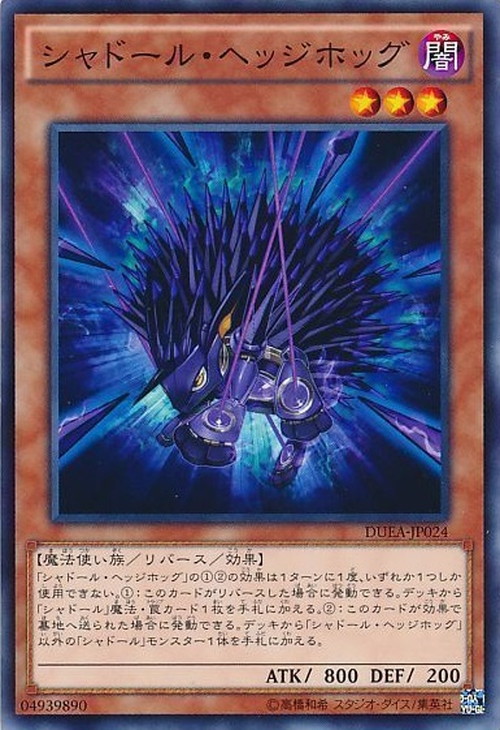 シャドール・ヘッジホッグ
闇
DUEA-JP024
【魔法使い族／リバース／効果】
「シャドール・ヘッジホッグ」の①②の効果は1ターンに1度、いずれか1つしか
使用できない。①：このカードがリバースした場合に発動できる。デッキから
「シャドール」魔法・罠カード1枚を手札に加える。②：このカードが効果で
墓地へ送られた場合に発動できる。デッキから「シャドール・ヘッジホッグ」
以外の「シャドール」モンスター1体を手札に加える。
ATK/ 800 DEF/ 200
04939890
©高橋和希 スタジオ・ダイス/集英社